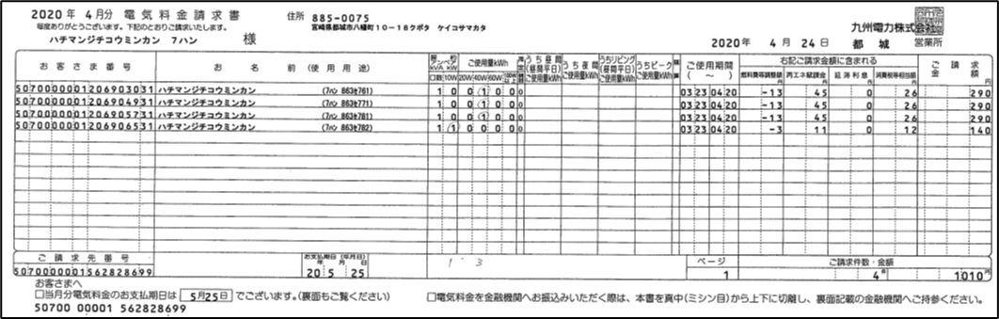 2020 年 4 月分 電気料金請求書
毎度ありがとうございます。下記のとおりご請求いたします。
住所 885-0075
宮崎県都城市八幡町10-18クボタ ケイコサマカタ
九州電力株式会社
ハチマンジチコウミンカン 7ハン 様
2020 年 4 月 24 日 都 城 営業所
お客さま番号 お名前 (使用用途) 契約 kVA アンペア ご使用量kWh うち昼間(昼間平日)ご使用量kWh うち夜間ご使用量kWh うちリビング(昼間平日)ご使用量kWh うちピークご使用量kWh ご使用期間(~) 右記ご請求金額に含まれる ご請求金額
口数 10W 20W 40W 60W 100W以上 燃料費等調整額 再エネ賦課金 延滞利息 消費税等相当額
5070000001206903031 ハチマンジチコウミンカン (7ハン 863ｾ761) 1 0 0 1 0 0 0 03 23 04 20 -13 45 0 26 290
5070000001206904931 ハチマンジチコウミンカン (7ハン 863ｾ771) 1 0 0 1 0 0 0 03 23 04 20 -13 45 0 26 290
5070000001206905731 ハチマンジチコウミンカン (7ハン 863ｾ781) 1 0 0 1 0 0 0 03 23 04 20 -13 45 0 26 290
5070000001206906531 ハチマンジチコウミンカン (7ハン 863ｾ782) 1 1 0 0 0 0 0 03 23 04 20 -3 11 0 12 140
ご請求先番号 お支払期日 (年月日) 年 月 日 1 3 ページ ご請求件数・金額
5070000001562828699 20 5 25 1 4件 1010円
お客さまへ
□当月分電気料金のお支払期日は 5月25日 でございます。(裏面もご覧ください)
□電気料金を金融機関へお振込みいただく際は、本書を真中(ミシン目)から上下に切離し、裏面記載の金融機関へご持参ください。
50700 00001 562828699